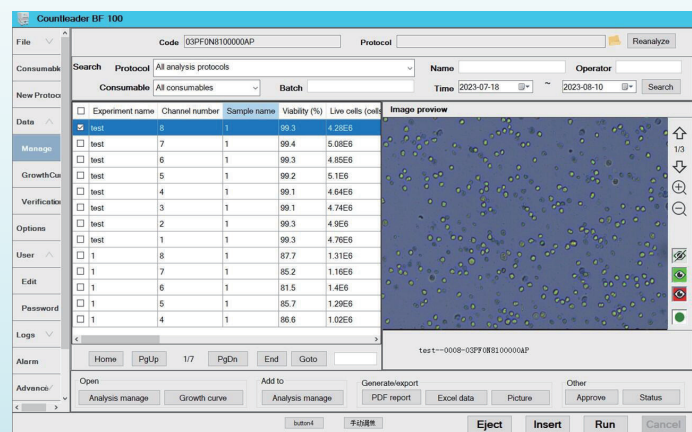 Countleader BF 100
File
Consumable
New Protoco
Data
Manage
GrowthCu
Verification
Options
User
Edit
Password
Logs
Alarm
Advance
Code 03PF0N8100000AP Protocol Reanalyze
Search Protocol All analysis protocols Name Operator
Consumable All consumables Batch Time 2023-07-18 ~ 2023-08-10 Search
Experiment name Channel number Sample name Viability (%) Live cells (cells
test 8 1 99.3 4.28E6
test 7 1 99.4 5.08E6
test 6 1 99.3 4.85E6
test 5 1 99.2 5.1E6
test 4 1 99.1 4.64E6
test 3 1 99.1 4.74E6
test 2 1 99.3 4.9E6
test 1 1 99.3 4.76E6
1 8 1 87.7 1.31E6
1 7 1 85.2 1.16E6
1 6 1 81.5 1.4E6
1 5 1 85.7 1.29E6
1 4 1 86.6 1.02E6
Home PgUp 1/7 PgDn End Goto
Image preview
1/3
test--0008-03PF0N8100000AP
Open Add to Generate/export Other
Analysis manage Growth curve Analysis manage PDF report Excel data Picture Approve Status
button4 手动调焦 Eject Insert Run Cancel